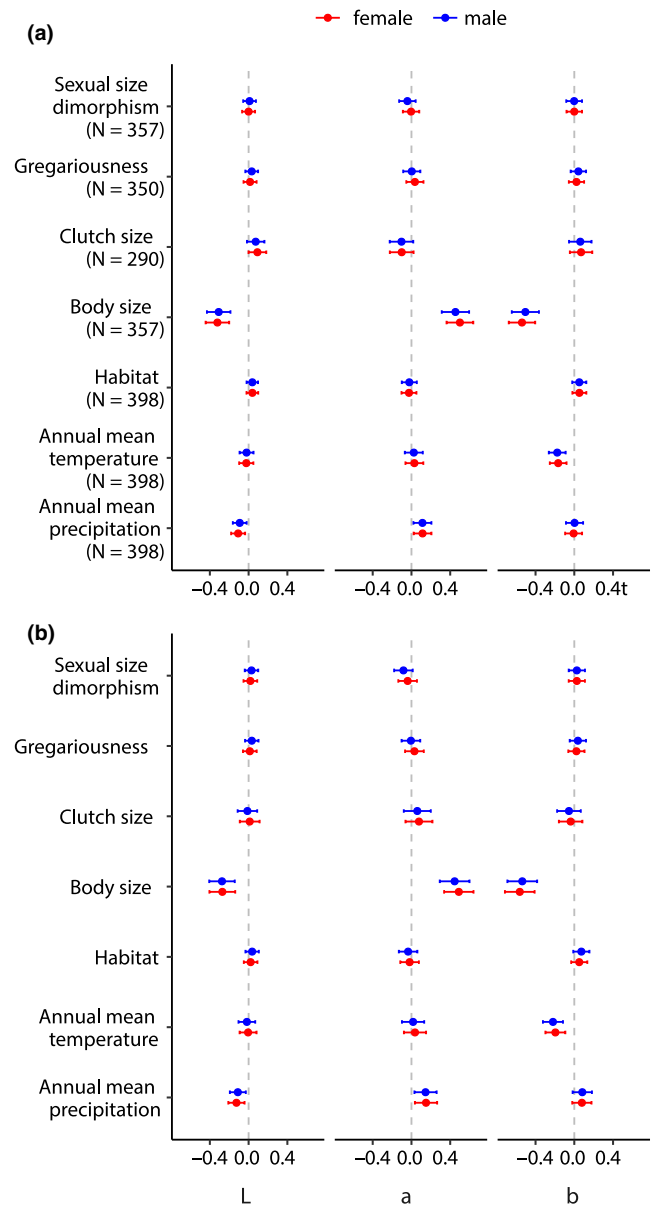 female male
(a)
Sexual size
dimorphism
(N = 357)
Gregariousness
(N = 350)
Clutch size
(N = 290)
Body size
(N = 357)
Habitat
(N = 398)
Annual mean
temperature
(N = 398)
Annual mean
precipitation
(N = 398)
−0.4 0.0 0.4 −0.4 0.0 0.4 −0.4 0.0 0.4t
(b)
Sexual size
dimorphism
Gregariousness
Clutch size
Body size
Habitat
Annual mean
temperature
Annual mean
precipitation
−0.4 0.0 0.4 −0.4 0.0 0.4 −0.4 0.0 0.4
L a b